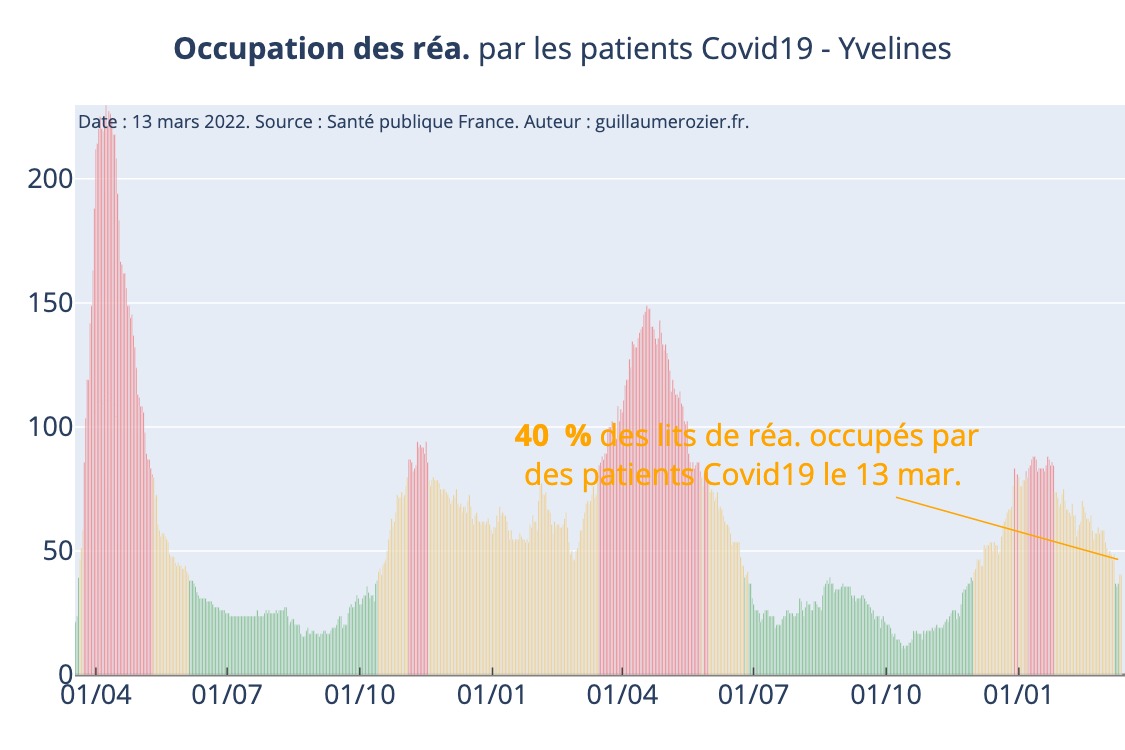 Occupation des réa. par les patients Covid19 - Yvelines
Date : 13 mars 2022. Source : Santé publique France. Auteur : guillaumerozier.fr.
200
150
100
40 % des lits de réa. occupés par
des patients Covid19 le 13 mar.
50
0
01/04 01/07 01/10 01/01 01/04 01/07 01/10 01/01